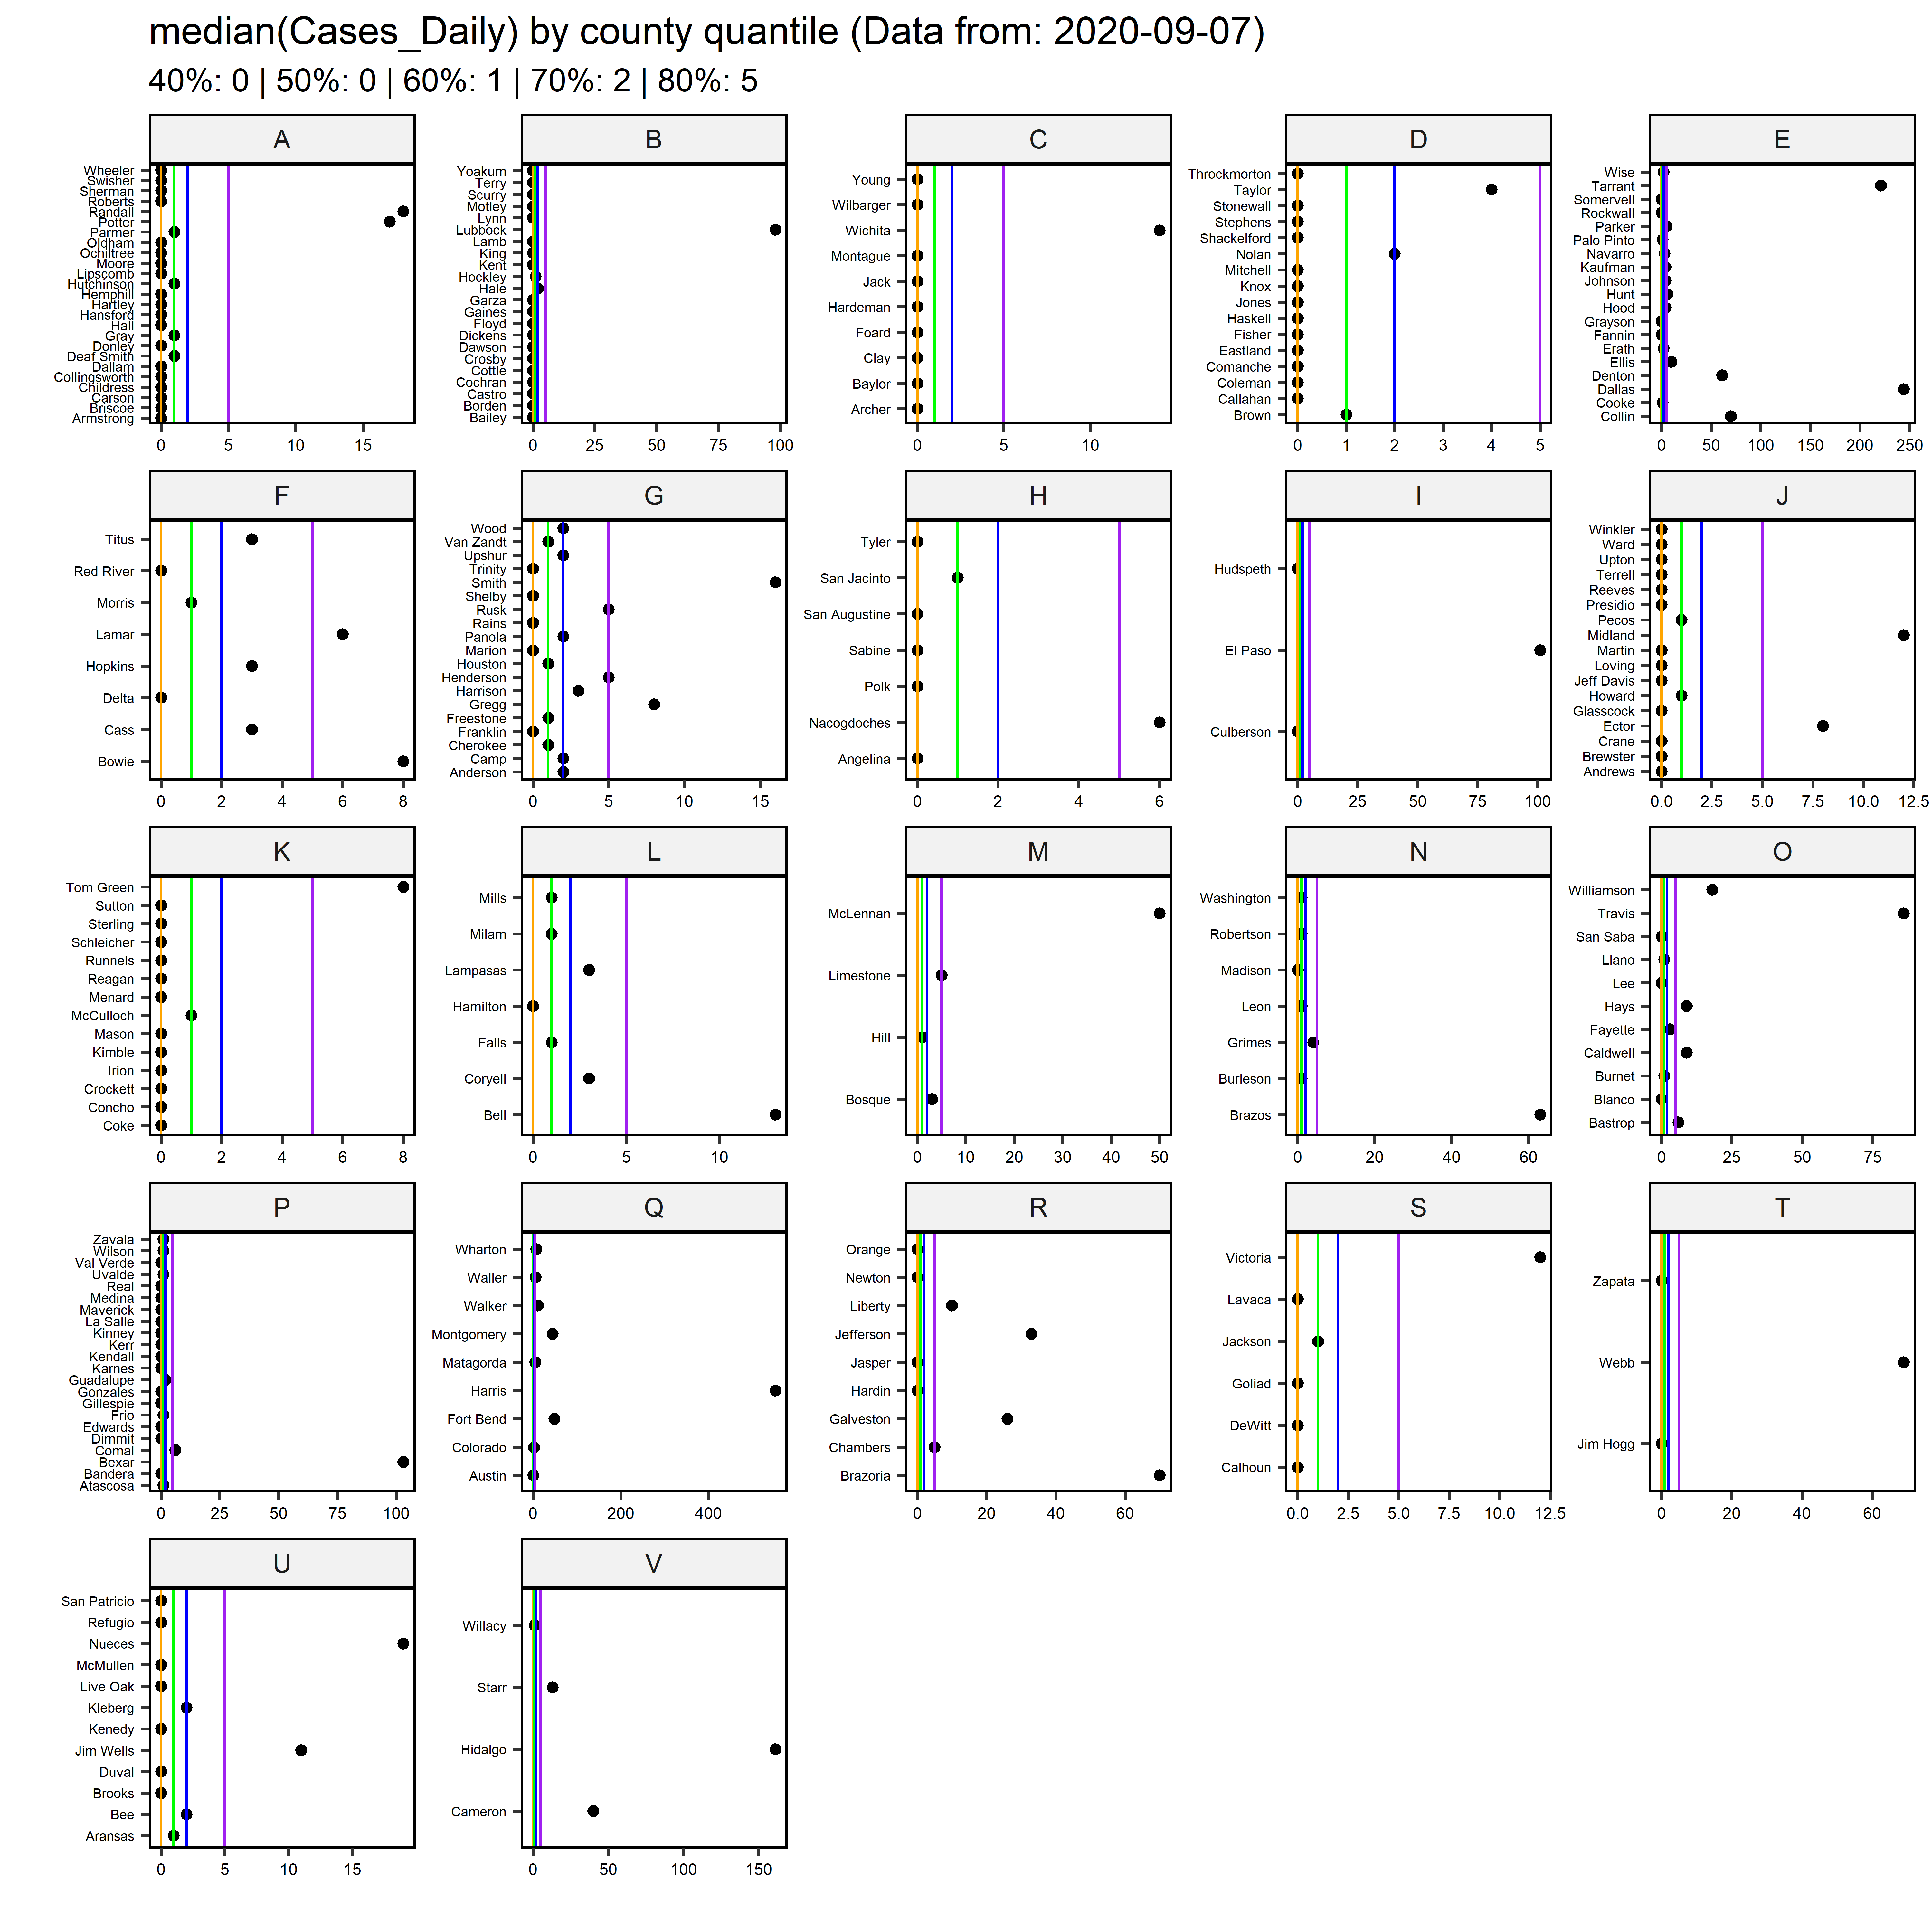 median(Cases_Daily) by county quantile (Data from: 2020-09-07)
40%: 0 | 50%: 0 | 60%: 1 | 70%: 2 | 80%: 5
A
Wheeler
Swisher
Sherman
Roberts
Randall
Potter
Parmer
Oldham
Ochiltree
Moore
Lipscomb
Hutchinson
Hemphill
Hartley
Hansford
Hall
Gray
Donley
Deaf Smith
Dallam
Collingsworth
Childress
Carson
Briscoe
Armstrong
0 5 10 15
B
Yoakum
Terry
Scurry
Motley
Lynn
Lubbock
Lamb
King
Kent
Hockley
Hale
Garza
Gaines
Floyd
Dickens
Dawson
Crosby
Cottle
Cochran
Castro
Borden
Bailey
0 25 50 75 100
C
Young
Wilbarger
Wichita
Montague
Jack
Hardeman
Foard
Clay
Baylor
Archer
0 5 10
D
Throckmorton
Taylor
Stonewall
Stephens
Shackelford
Nolan
Mitchell
Knox
Jones
Haskell
Fisher
Eastland
Comanche
Coleman
Callahan
Brown
0 1 2 3 4 5
E
Wise
Tarrant
Somervell
Rockwall
Parker
Palo Pinto
Navarro
Kaufman
Johnson
Hunt
Hood
Grayson
Fannin
Erath
Ellis
Denton
Dallas
Cooke
Collin
0 50 100 150 200 250
F
Titus
Red River
Morris
Lamar
Hopkins
Delta
Cass
Bowie
0 2 4 6 8
G
Wood
Van Zandt
Upshur
Trinity
Smith
Shelby
Rusk
Rains
Panola
Marion
Houston
Henderson
Harrison
Gregg
Freestone
Franklin
Cherokee
Camp
Anderson
0 5 10 15
H
Tyler
San Jacinto
San Augustine
Sabine
Polk
Nacogdoches
Angelina
0 2 4 6
I
Hudspeth
El Paso
Culberson
0 25 50 75 100
J
Winkler
Ward
Upton
Terrell
Reeves
Presidio
Pecos
Midland
Martin
Loving
Jeff Davis
Howard
Glasscock
Ector
Crane
Brewster
Andrews
0.0 2.5 5.0 7.5 10.0 12.5
K
Tom Green
Sutton
Sterling
Schleicher
Runnels
Reagan
Menard
McCulloch
Mason
Kimble
Irion
Crockett
Concho
Coke
0 2 4 6 8
L
Mills
Milam
Lampasas
Hamilton
Falls
Coryell
Bell
0 5 10
M
McLennan
Limestone
Hill
Bosque
0 10 20 30 40 50
N
Washington
Robertson
Madison
Leon
Grimes
Burleson
Brazos
0 20 40 60
O
Williamson
Travis
San Saba
Llano
Lee
Hays
Fayette
Caldwell
Burnet
Blanco
Bastrop
0 25 50 75
P
Zavala
Wilson
Val Verde
Uvalde
Real
Medina
Maverick
La Salle
Kinney
Kerr
Kendall
Karnes
Guadalupe
Gonzales
Gillespie
Frio
Edwards
Dimmit
Comal
Bexar
Bandera
Atascosa
0 25 50 75 100
Q
Wharton
Waller
Walker
Montgomery
Matagorda
Harris
Fort Bend
Colorado
Austin
0 200 400
R
Orange
Newton
Liberty
Jefferson
Jasper
Hardin
Galveston
Chambers
Brazoria
0 20 40 60
S
Victoria
Lavaca
Jackson
Goliad
DeWitt
Calhoun
0.0 2.5 5.0 7.5 10.0 12.5
T
Zapata
Webb
Jim Hogg
0 20 40 60
U
San Patricio
Refugio
Nueces
McMullen
Live Oak
Kleberg
Kenedy
Jim Wells
Duval
Brooks
Bee
Aransas
0 5 10 15
V
Willacy
Starr
Hidalgo
Cameron
0 50 100 150